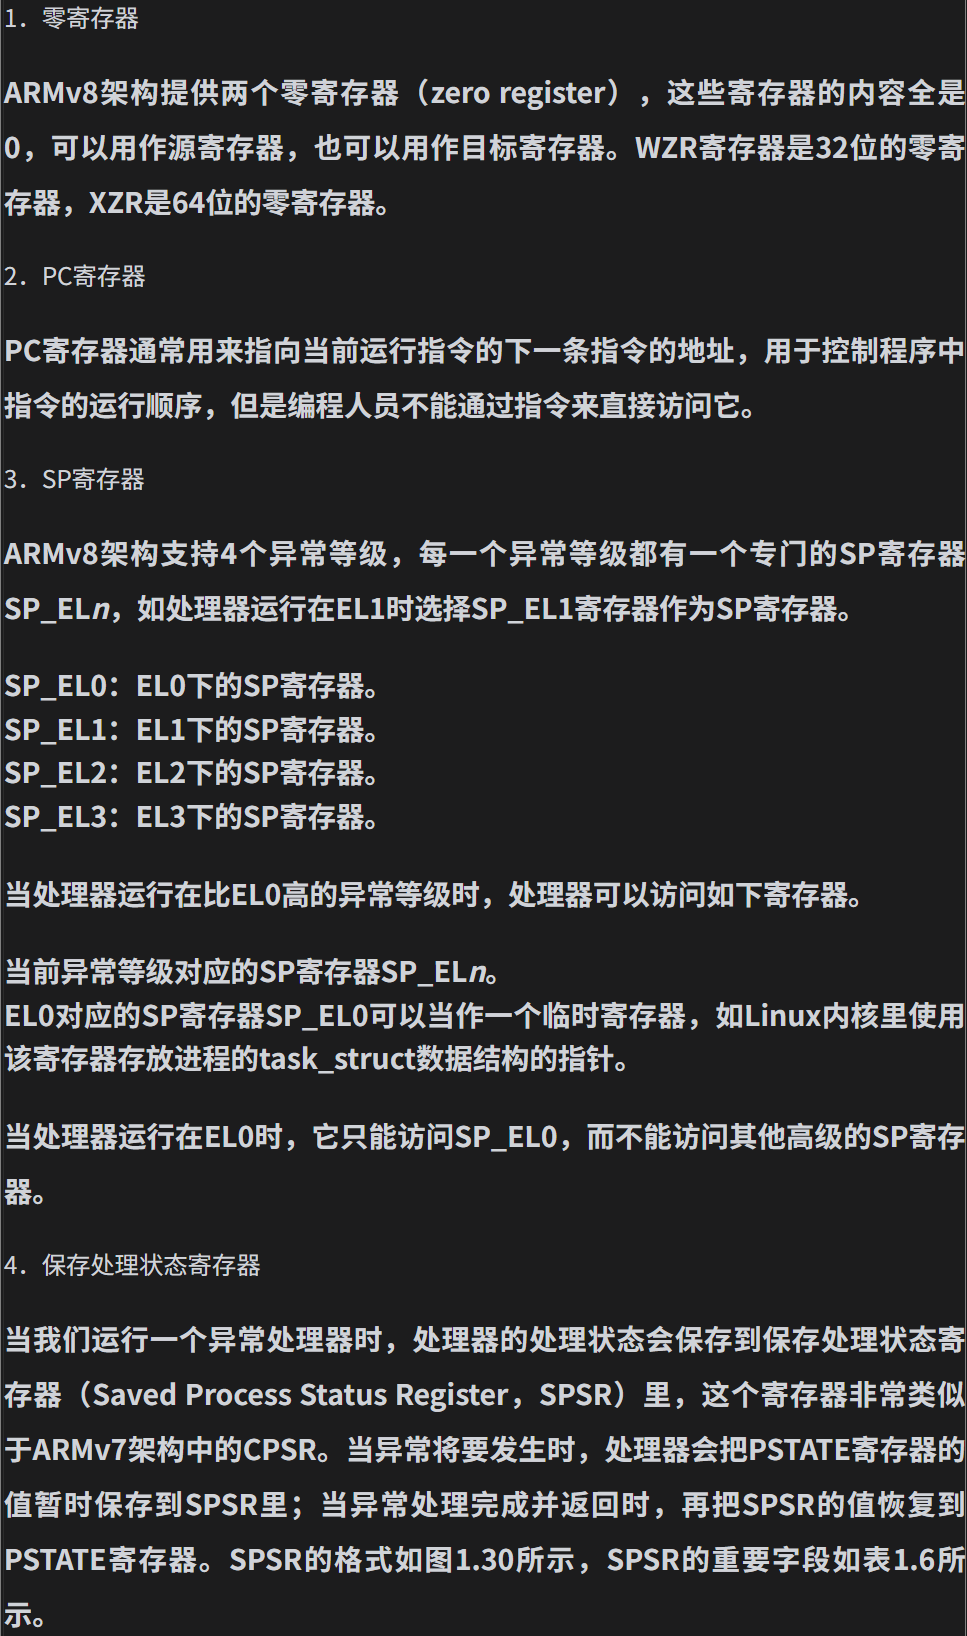 1．零寄存器
ARMv8架构提供两个零寄存器（zero register），这些寄存器的内容全是
0，可以用作源寄存器，也可以用作目标寄存器。WZR寄存器是32位的零寄
存器，XZR是64位的零寄存器。
2．PC寄存器
PC寄存器通常用来指向当前运行指令的下一条指令的地址，用于控制程序中
指令的运行顺序，但是编程人员不能通过指令来直接访问它。
3．SP寄存器
ARMv8架构支持4个异常等级，每一个异常等级都有一个专门的SP寄存器
SP_ELn，如处理器运行在EL1时选择SP_EL1寄存器作为SP寄存器。
SP_EL0：EL0下的SP寄存器。
SP_EL1：EL1下的SP寄存器。
SP_EL2：EL2下的SP寄存器。
SP_EL3：EL3下的SP寄存器。
当处理器运行在比EL0高的异常等级时，处理器可以访问如下寄存器。
当前异常等级对应的SP寄存器SP_ELn。
EL0对应的SP寄存器SP_EL0可以当作一个临时寄存器，如Linux内核里使用
该寄存器存放进程的task_struct数据结构的指针。
当处理器运行在EL0时，它只能访问SP_EL0，而不能访问其他高级的SP寄存
器。
4．保存处理状态寄存器
当我们运行一个异常处理器时，处理器的处理状态会保存到保存处理状态寄
存器（Saved Process Status Register，SPSR）里，这个寄存器非常类似
于ARMv7架构中的CPSR。当异常将要发生时，处理器会把PSTATE寄存器的
值暂时保存到SPSR里；当异常处理完成并返回时，再把SPSR的值恢复到
PSTATE寄存器。SPSR的格式如图1.30所示，SPSR的重要字段如表1.6所
示。